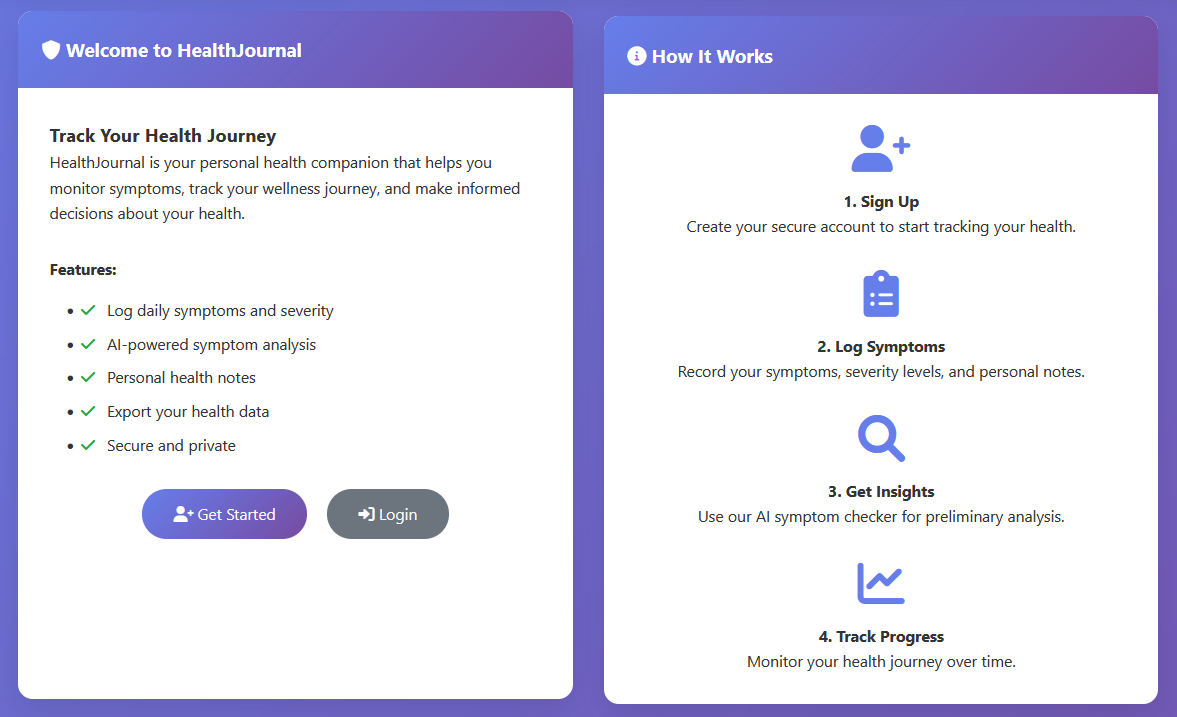 Welcome to HealthJournal
Track Your Health Journey
HealthJournal is your personal health companion that helps you
monitor symptoms, track your wellness journey, and make informed
decisions about your health.
Features:
Log daily symptoms and severity
AI-powered symptom analysis
Personal health notes
Export your health data
Secure and private
Get Started
Login
How It Works
1. Sign Up
Create your secure account to start tracking your health.
2. Log Symptoms
Record your symptoms, severity levels, and personal notes.
3. Get Insights
Use our AI symptom checker for preliminary analysis.
4. Track Progress
Monitor your health journey over time.